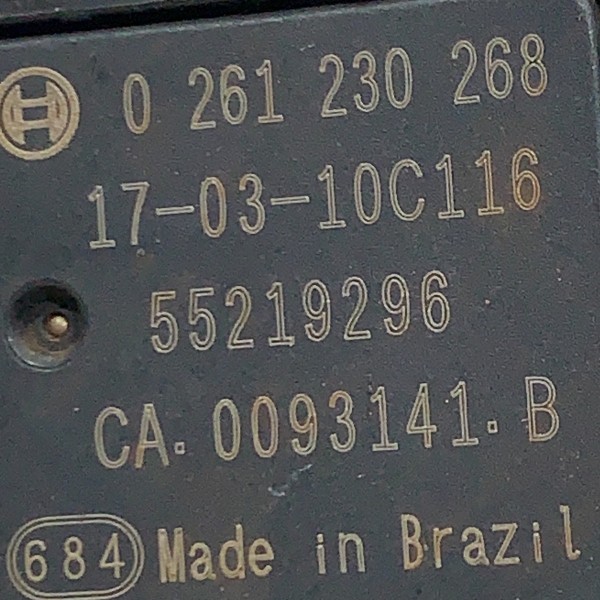 0 261 230 268
17-03-10C116
55219296
CA.0093141.B
684 Made in Brazil